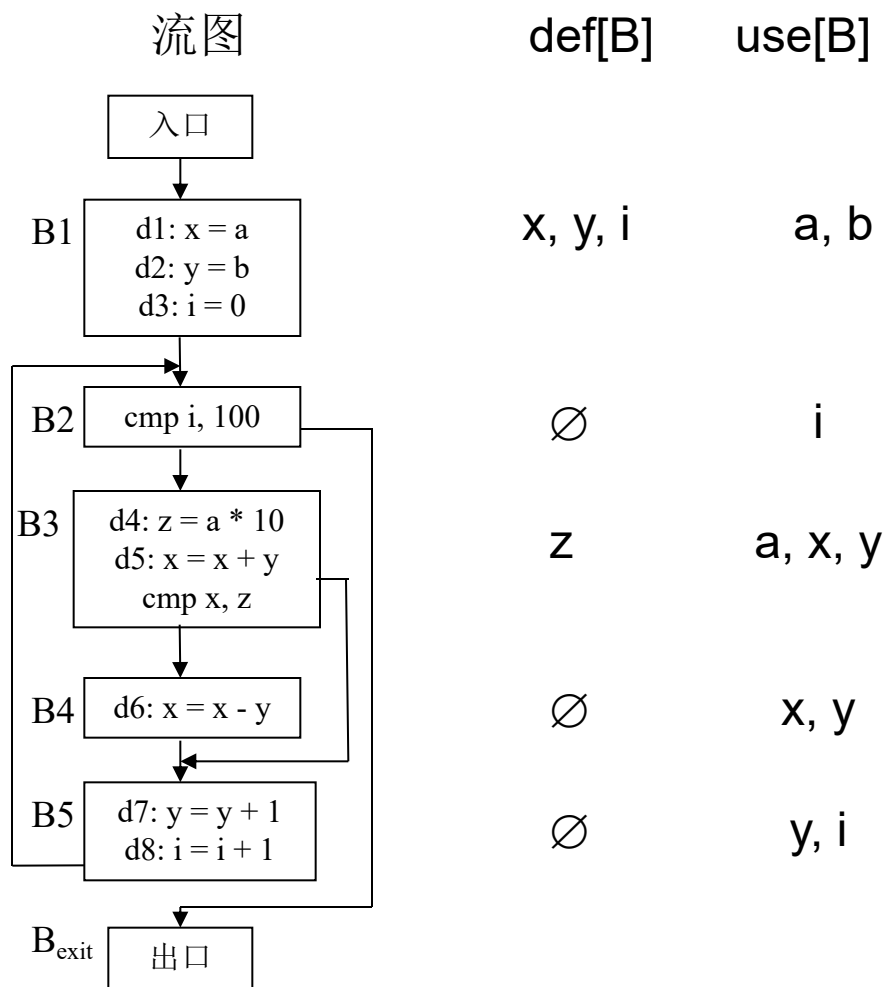 流图 def[B] use[B]
入口
B1
d1: x = a
d2: y = b
d3: i = 0
x, y, i
a, b
B2
cmp i, 100
∅
i
B3
d4: z = a * 10
d5: x = x + y
cmp x, z
z
a, x, y
B4
d6: x = x - y
∅
x, y
B5
d7: y = y + 1
d8: i = i + 1
∅
y, i
Bexit
出口